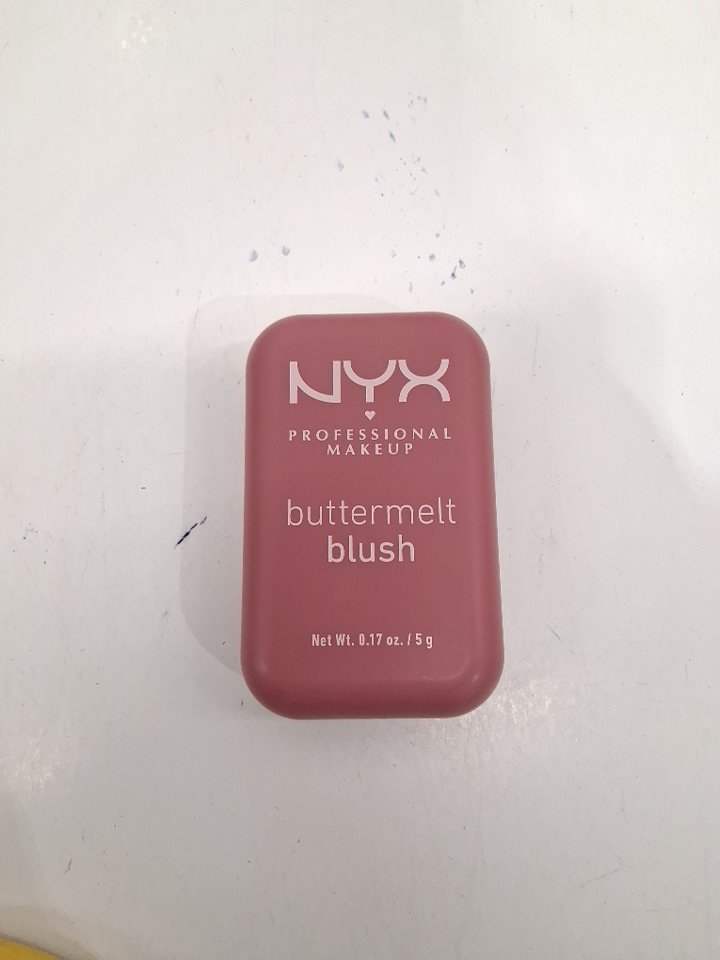 NYX
PROFESSIONAL
MAKEUP
buttermelt
blush
Net Wt. 0.17 oz. / 5 g